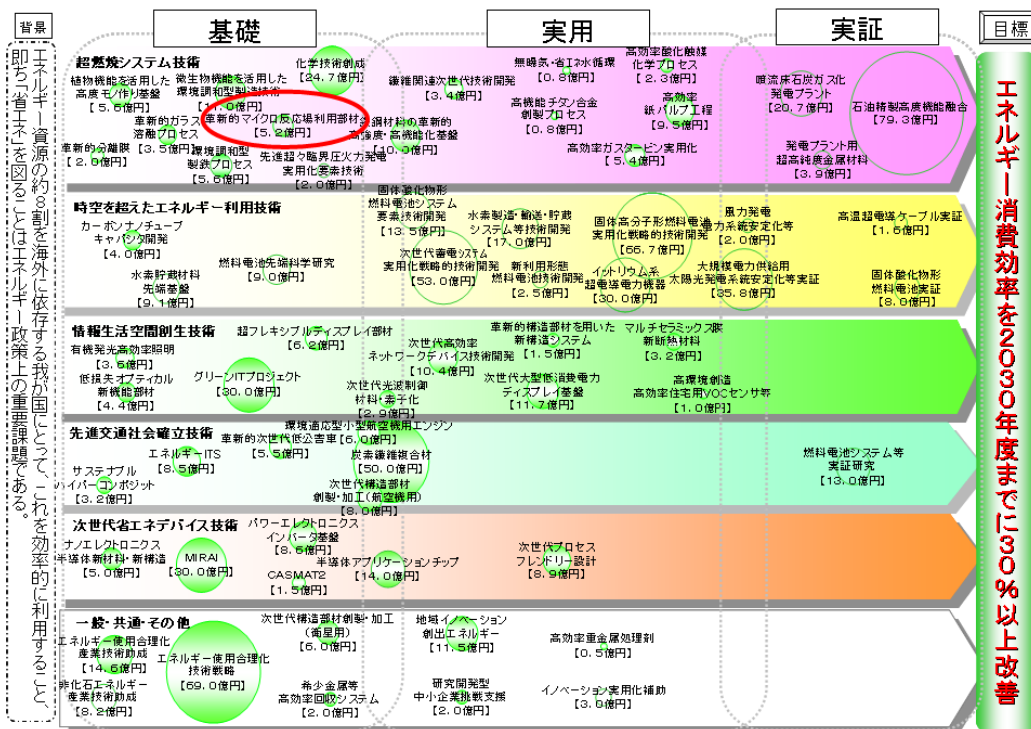 背景
基礎
実用
実証
目標
エネルギー資源の約8割を海外に依存する我が国にとって、これを効率的に利用すること、
即ち「省エネ」を図ることはエネルギー政策上の重要課題である。
エネルギー消費効率を2030年度までに30%以上改善
超燃焼システム技術
植物機能を活用した
高度モノ作り基盤
[5.6億円]
微生物機能を活用した
環境調和型製造技術
化学技術創成
[24.7億円]
革新的マイクロ反応場利用部材
[5.2億円]
革新的ガラス
溶融プロセス
[3.5億円]
革新的分離膜
[2.0億円]
環境調和型
製鉄プロセス
[5.6億円]
先進超々臨界圧火力発電
実用化要素技術
[2.0億円]
繊維関連次世代技術開発
[3.4億円]
鉄鋼材料の革新的
高強度・高機能化基盤
[10.0億円]
無曝気・省エネ水循環
[0.3億円]
高機能チタン合金
創製プロセス
[0.8億円]
高効率酸化触媒
化学プロセス
[2.3億円]
高効率
紙パルプ工程
[9.5億円]
高効率ガスタービン実用化
[5.4億円]
噴流床石炭ガス化
発電プラント
[20.7億円]
石油精製高度機能融合
[79.3億円]
発電プラント用
超高純度金属材料
[3.9億円]
時空を超えたエネルギー利用技術
カーボンナノチューブ
キャパシタ開発
[4.0億円]
水素貯蔵材料
先端基盤
[9.1億円]
燃料電池先端科学研究
[9.0億円]
固体酸化物形
燃料電池システム
要素技術開発
[13.5億円]
次世代蓄電システム
実用化戦略的技術開発
[53.0億円]
水素製造・輸送・貯蔵
システム等技術開発
[17.0億円]
新利用形態
燃料電池技術開発
[2.5億円]
固体高分子形燃料電池
実用化戦略的技術開発
[66.7億円]
イットリウム系
超電導電力機器
[30.0億円]
風力発電
電力系統安定化等
[2.0億円]
大規模電力供給用
太陽光発電系統安定化等実証
[35.8億円]
高温超電導ケーブル実証
[1.6億円]
固体酸化物形
燃料電池実証
[8.0億円]
情報生活空間創生技術
有機発光高効率照明
[3.6億円]
低損失オプティカル
新機能部材
[4.4億円]
超フレキシブルディスプレイ部材
[6.2億円]
グリーンITプロジェクト
[30.0億円]
次世代高効率
ネットワークデバイス技術開発
[10.4億円]
次世代光波制御
材料・素子化
[2.9億円]
革新的構造部材を用いた
新構造システム
[1.5億円]
次世代大型低消費電力
ディスプレイ基盤
[11.7億円]
マルチセラミックス膜
新断熱材料
[3.2億円]
高環境創造
高効率住宅用VOCセンサ等
[1.0億円]
先進交通社会確立技術
エネルギーITS
[8.5億円]
サステナブル
ハイパーコンポジット
[3.2億円]
革新的次世代低公害車
[5.5億円]
環境適応型小型航空機用エンジン
[6.0億円]
炭素繊維複合材
[50.0億円]
次世代構造部材
創製・加工(航空機用)
[8.0億円]
燃料電池システム等
実証研究
[13.0億円]
次世代省エネデバイス技術
ナノエレクトロニクス
半導体新材料・新構造
[5.0億円]
MIRAI
[30.0億円]
パワーエレクトロニクス
インバータ基盤
[8.6億円]
CASMAT2
[1.5億円]
半導体アプリケーションチップ
[14.0億円]
次世代プロセス
フレンドリー設計
[8.9億円]
一般・共通・その他
エネルギー使用合理化
産業技術助成
[14.6億円]
非化石エネルギー
産業技術助成
[8.2億円]
エネルギー使用合理化
技術戦略
[69.0億円]
次世代構造部材創製・加工
(衛星用)
[6.0億円]
希少金属等
高効率回収システム
[2.0億円]
地域イノベーション
創出エネルギー
[11.5億円]
研究開発型
中小企業挑戦支援
[2.0億円]
高効率重金属処理剤
[0.5億円]
イノベーション実用化補助
[3.0億円]